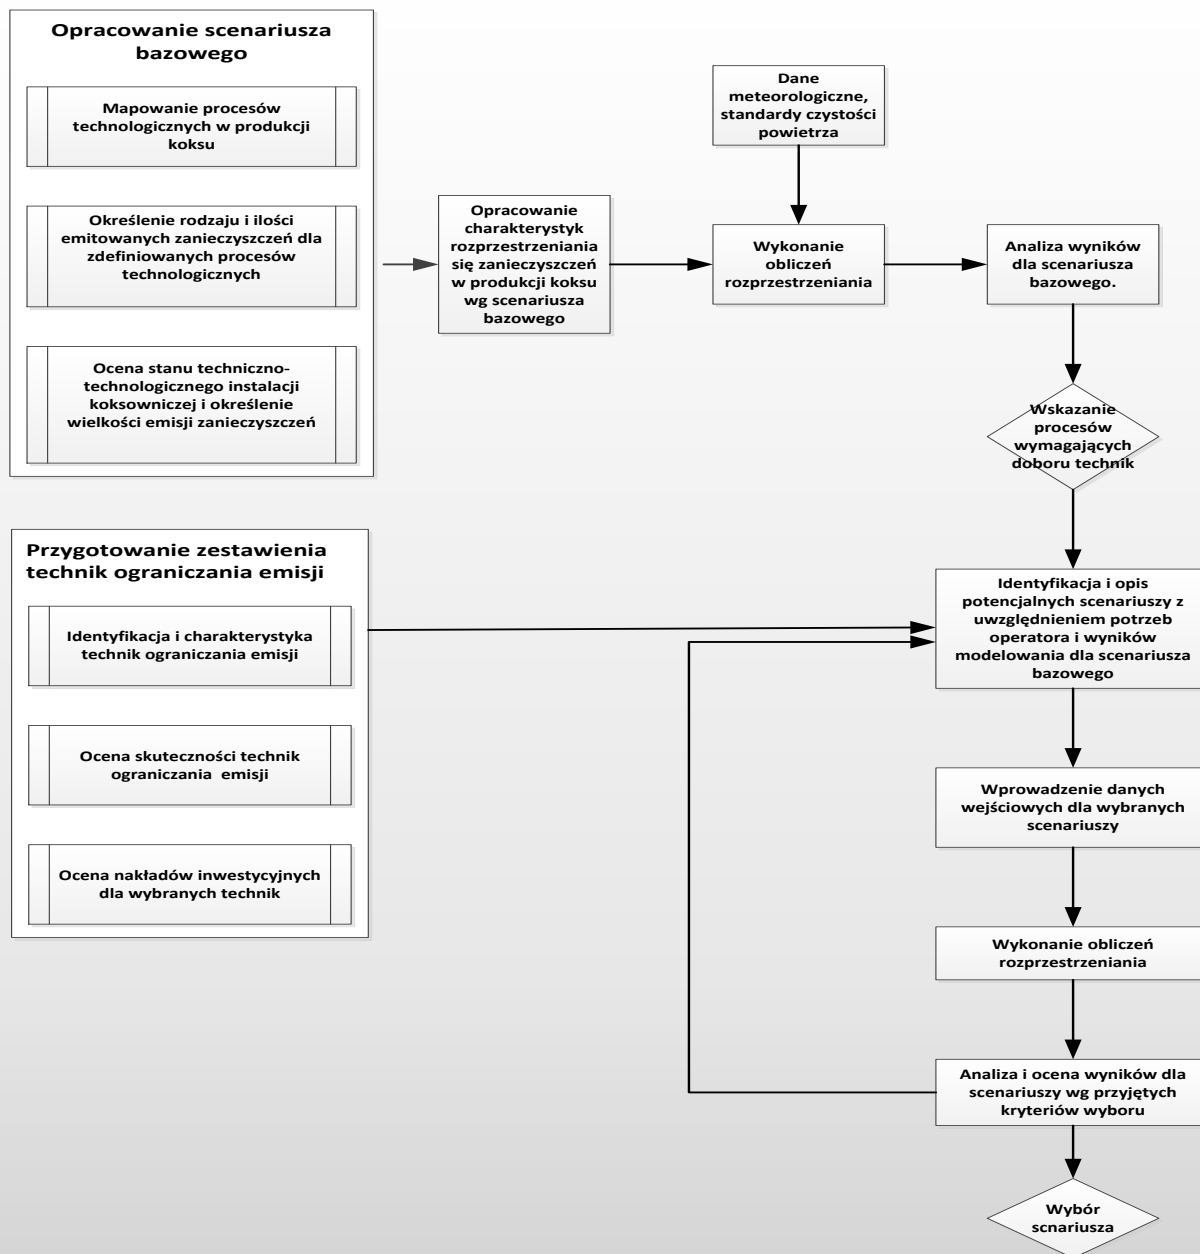 Opracowanie scenariusza
bazowego
Mapowanie procesów
technologicznych w produkcji
koksu
Określenie rodzaju i ilości
emitowanych zanieczyszczeń dla
zdefiniowanych procesów
technologicznych
Ocena stanu techniczno-
technologicznego instalacji
koksowniczej i określenie
wielkości emisji zanieczyszczeń
Opracowanie
charakterystyk
rozprzestrzeniania
się zanieczyszczeń
w produkcji koksu
wg scenariusza
bazowego
Dane
meteorologiczne,
standardy czystości
powietrza
Wykonanie
obliczeń
rozprzestrzeniania
Analiza wyników
dla scenariusza
bazowego.
Wskazanie
procesów
wymagających
doboru technik
Przygotowanie zestawienia
technik ograniczania emisji
Identyfikacja i charakterystyka
technik ograniczania emisji
Ocena skuteczności technik
ograniczania  emisji
Ocena nakładów inwestycyjnych
dla wybranych technik
Identyfikacja i opis
potencjalnych scenariuszy z
uwzględnieniem potrzeb
operatora i wyników
modelowania dla scenariusza
bazowego
Wprowadzenie danych
wejściowych dla wybranych
scenariuszy
Wykonanie obliczeń
rozprzestrzeniania
Analiza i ocena wyników dla
scenariuszy wg przyjętych
kryteriów wyboru
Wybór
scnariusza